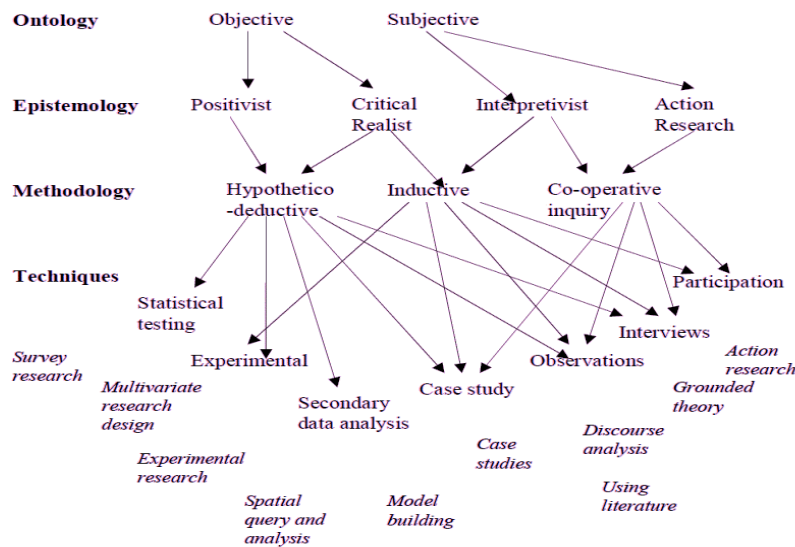 Ontology
Objective
Subjective
Epistemology
Positivist
Critical
Realist
Interpretivist
Action
Research
Methodology
Hypothetico
-deductive
Inductive
Co-operative
inquiry
Techniques
Statistical
testing
Participation
Interviews
Experimental
Observations
Case study
Secondary
data analysis
Survey
research
Multivariate
research
design
Experimental
research
Spatial
query and
analysis
Model
building
Case
studies
Discourse
analysis
Using
literature
Grounded
theory
Action
research